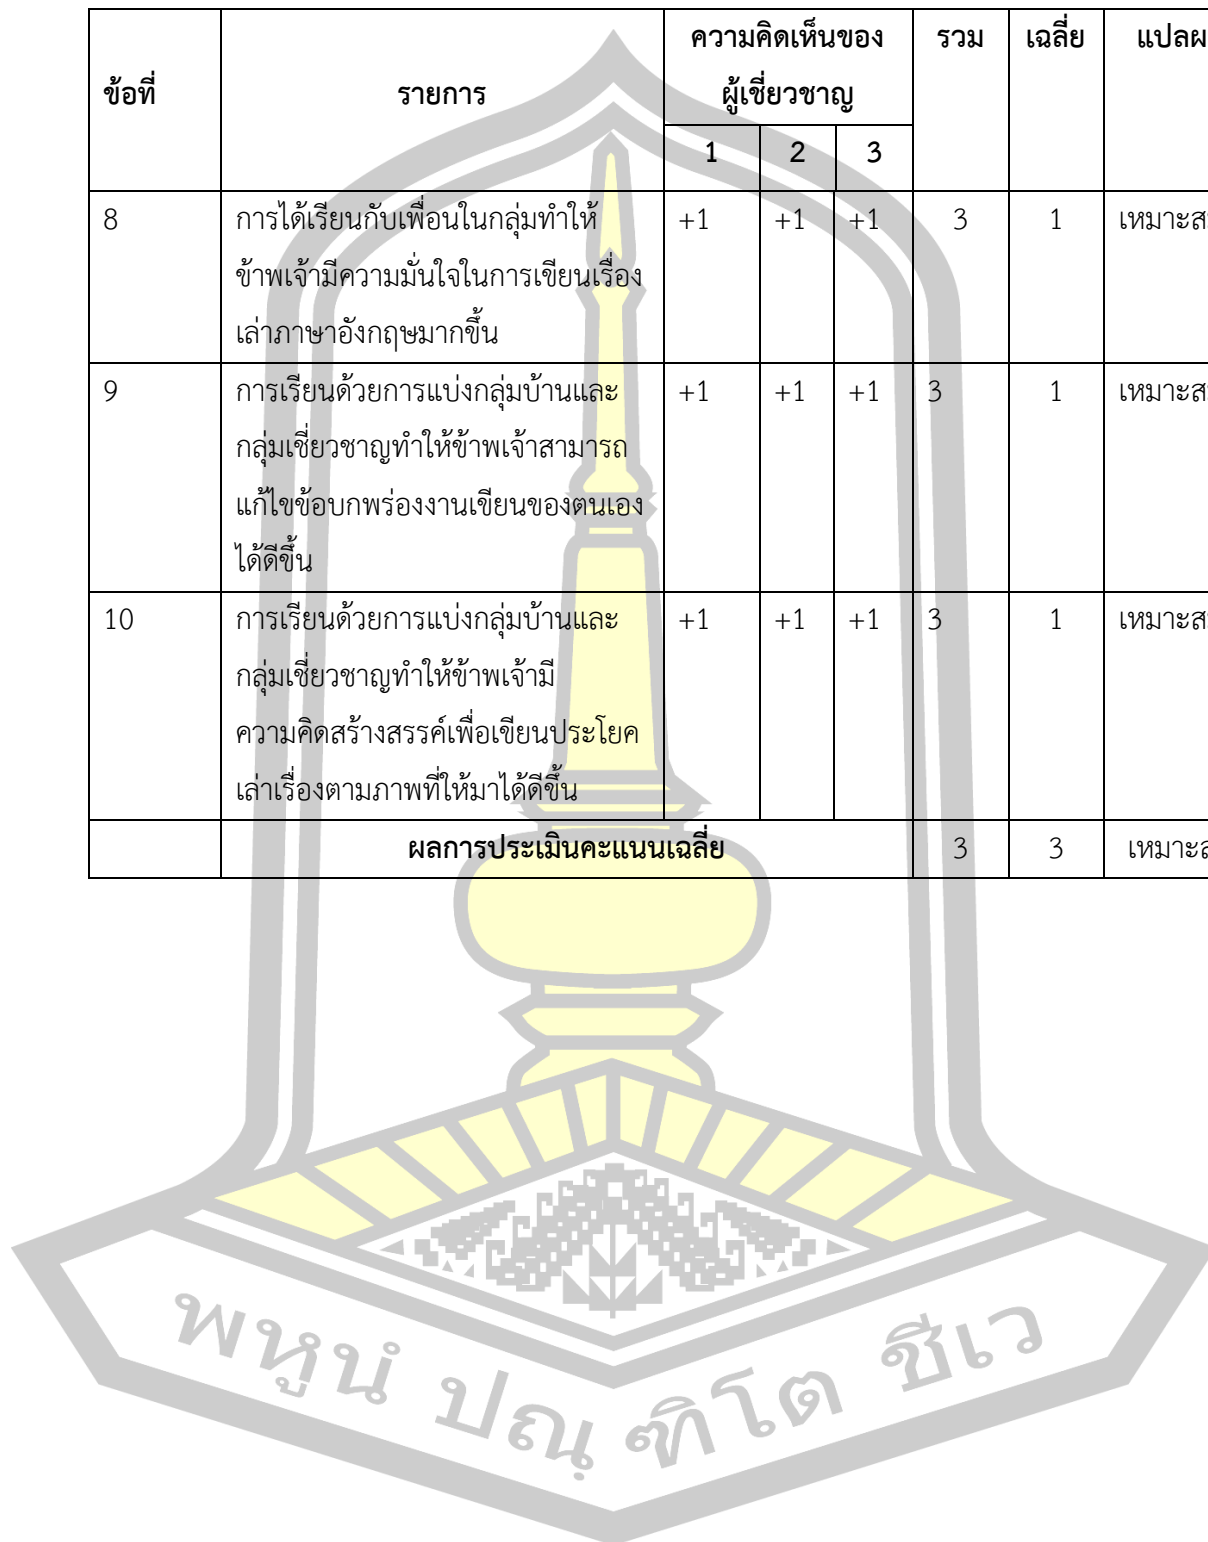 ข้อที่ รายการ ความคิดเห็นของ รวม เฉลี่ย แปลผ
ผู้เชี่ยวชาญ
1 2 3
8 การได้เรียนกับเพื่อนในกลุ่มทำให้ +1 +1 +1 3 1 เหมาะส
ข้าพเจ้ามีความมั่นใจในการเขียนเรื่อง
เล่าภาษาอังกฤษมากขึ้น
9 การเรียนด้วยการแบ่งกลุ่มบ้านและ +1 +1 +1 3 1 เหมาะส
กลุ่มเชี่ยวชาญทำให้ข้าพเจ้าสามารถ
แก้ไขข้อบกพร่องงานเขียนของตนเอง
ได้ดีขึ้น
10 การเรียนด้วยการแบ่งกลุ่มบ้านและ +1 +1 +1 3 1 เหมาะส
กลุ่มเชี่ยวชาญทำให้ข้าพเจ้ามี
ความคิดสร้างสรรค์เพื่อเขียนประโยค
เล่าเรื่องตามภาพที่ให้มาได้ดีขึ้น
ผลการประเมินคะแนนเฉลี่ย 3 3 เหมาะส
พหูนํ ปณฺฑิโต ชีเว